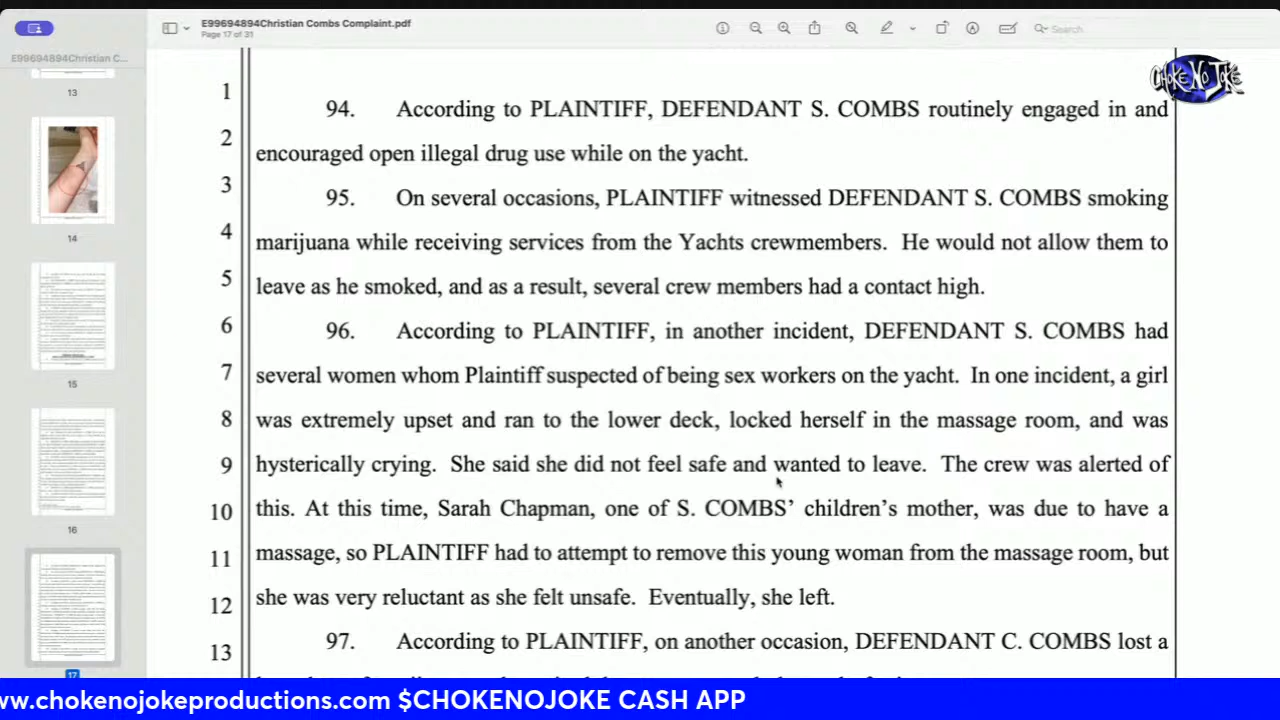 E99694894Christian Combs Complaint.pdf
Page 17 of 31
Search
E99694894Christian C...
13
14
15
16
17
CHOKE NO JOKE
1
94. According to PLAINTIFF, DEFENDANT S. COMBS routinely engaged in and
2
encouraged open illegal drug use while on the yacht.
3
95. On several occasions, PLAINTIFF witnessed DEFENDANT S. COMBS smoking
4
marijuana while receiving services from the Yachts crewmembers. He would not allow them to
5
leave as he smoked, and as a result, several crew members had a contact high.
6
96. According to PLAINTIFF, in another incident, DEFENDANT S. COMBS had
7
several women whom Plaintiff suspected of being sex workers on the yacht. In one incident, a girl
8
was extremely upset and ran to the lower deck, locked herself in the massage room, and was
9
hysterically crying. She said she did not feel safe and wanted to leave. The crew was alerted of
10
this. At this time, Sarah Chapman, one of S. COMBS' children's mother, was due to have a
11
massage, so PLAINTIFF had to attempt to remove this young woman from the massage room, but
12
she was very reluctant as she felt unsafe. Eventually, she left.
13
97. According to PLAINTIFF, on another occasion, DEFENDANT C. COMBS lost a
ww.chokenojokeproductions.com $CHOKENOJOKE CASH APP